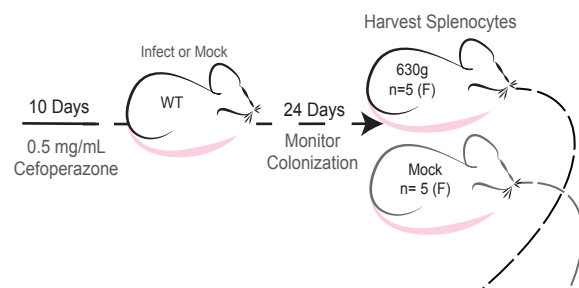 Harvest Splenocytes
Infect or Mock
10 Days
WT
24 Days
630g
n=5 (F)
0.5 mg/mL
Cefoperazone
Monitor
Colonization
Mock
n= 5 (F)